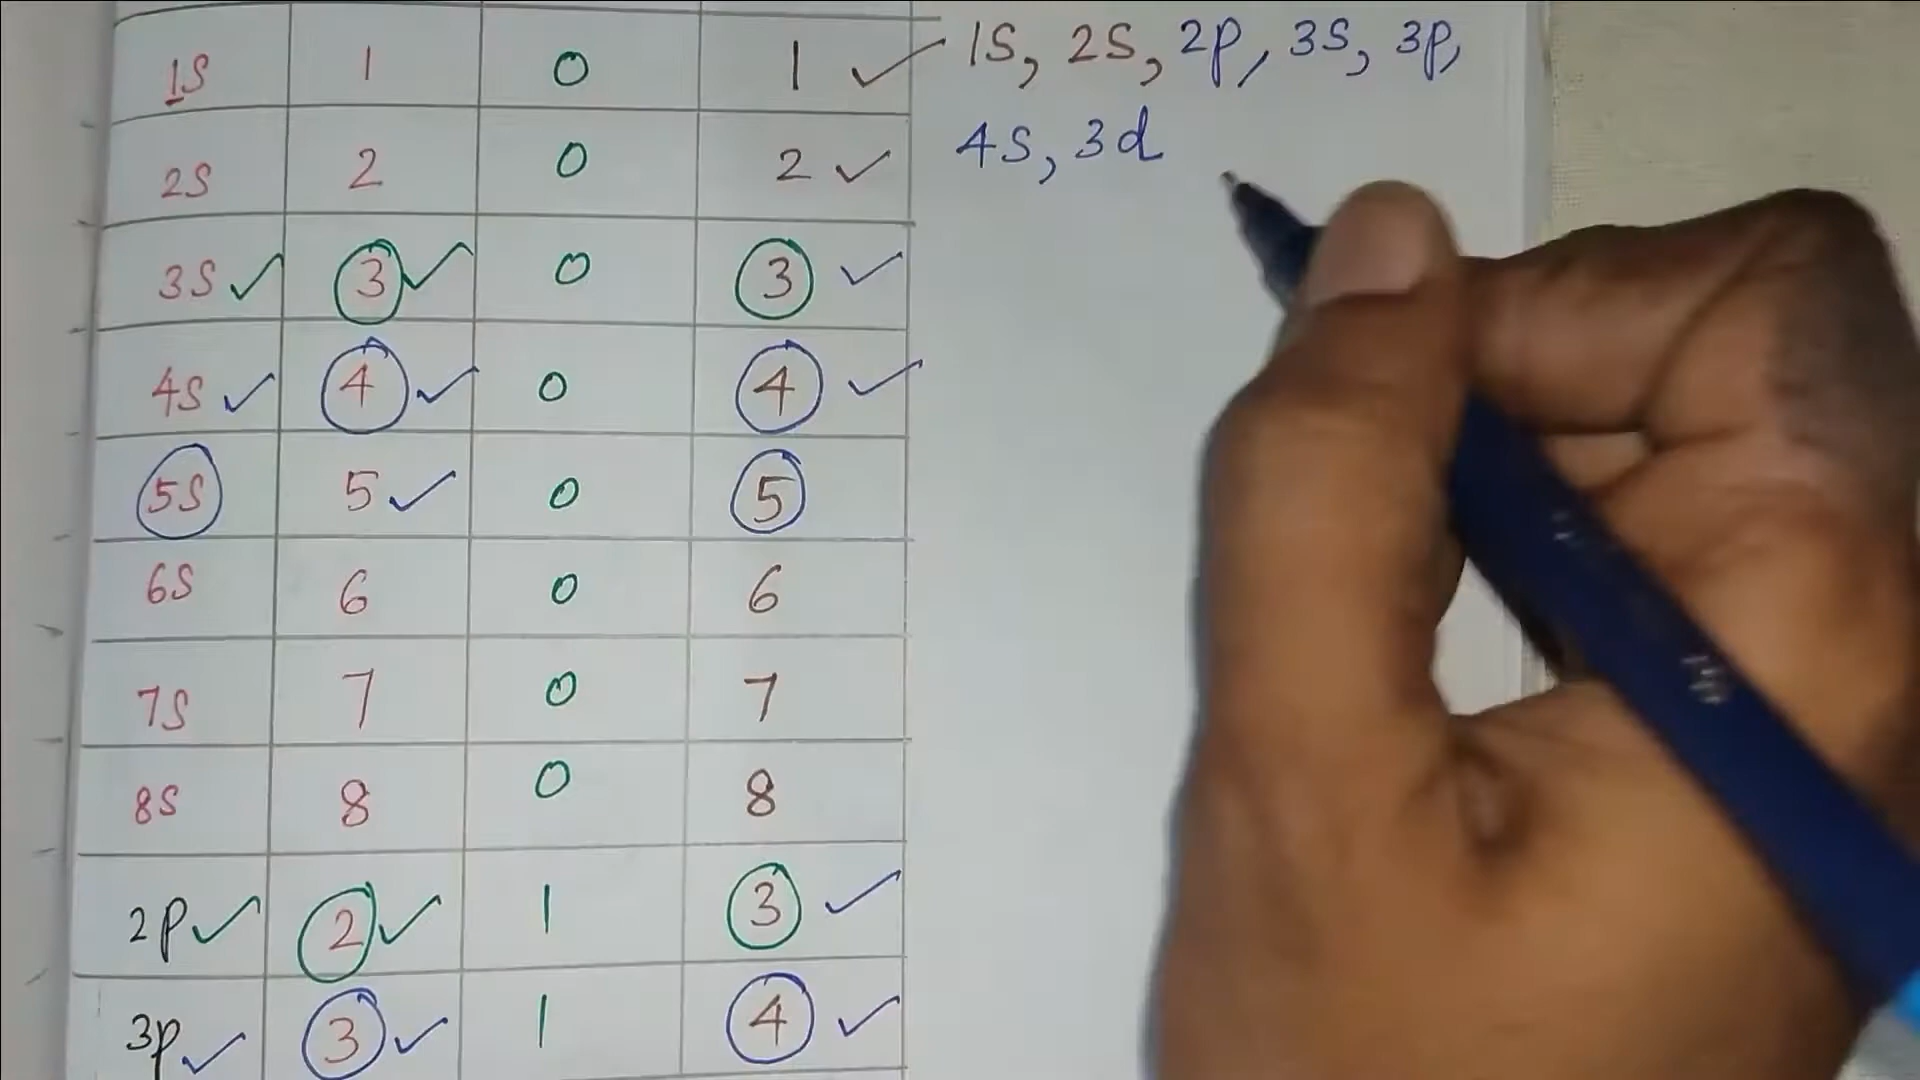 1S 1 0 1 ✓ 1S, 2S, 2p, 3S, 3p,
2S 2 0 2 ✓ 4S, 3d
3S ✓ 3 ✓ 0 3 ✓
4S ✓ 4 ✓ 0 4 ✓
5S 5 ✓ 0 5
6S 6 0 6
7S 7 0 7
8S 8 0 8
2p ✓ 2 ✓ 1 3 ✓
3p ✓ 3 ✓ 1 4 ✓